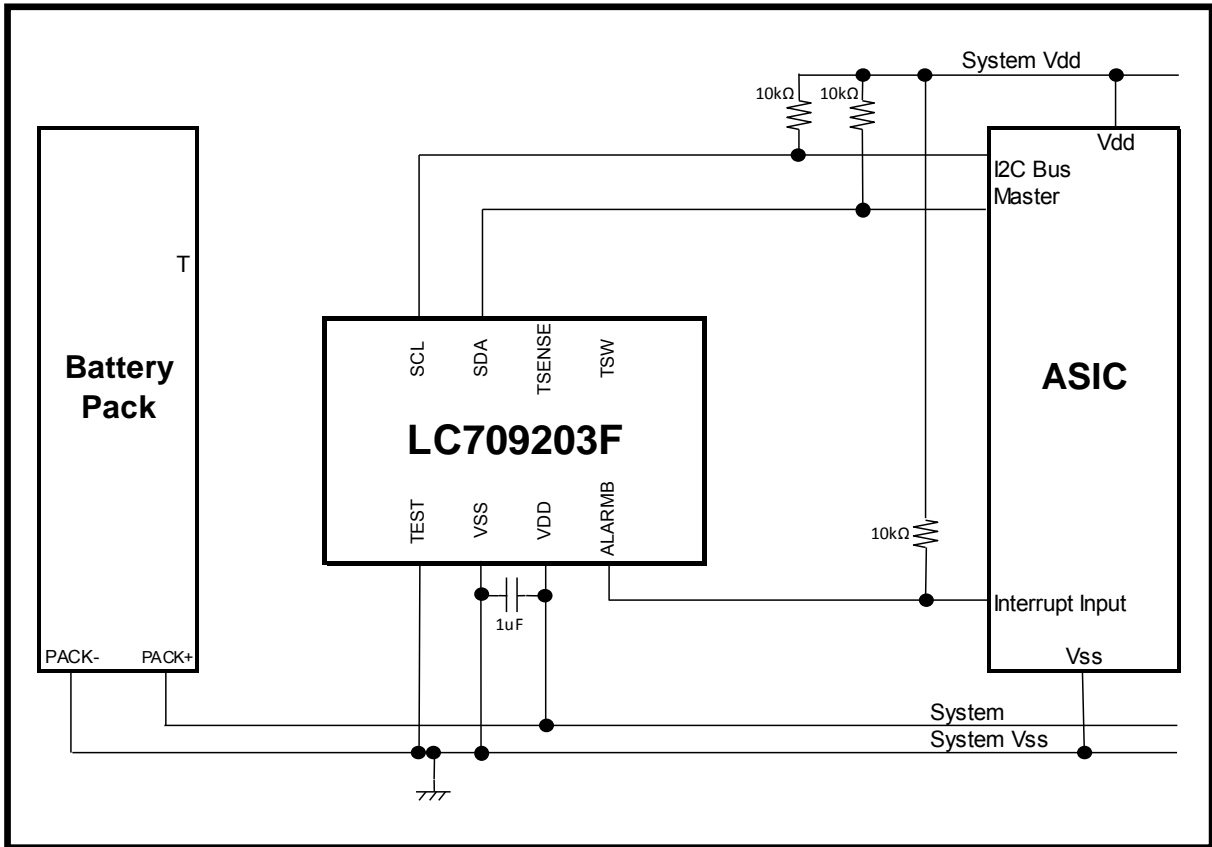 System Vdd
10kΩ
10kΩ
Vdd
I2C Bus
Master
T
SCL
SDA
TSENSE
TSW
Battery
Pack
ASIC
LC709203F
TEST
VSS
VDD
ALARMB
10kΩ
1uF
Interrupt Input
PACK-
PACK+
Vss
System
System Vss